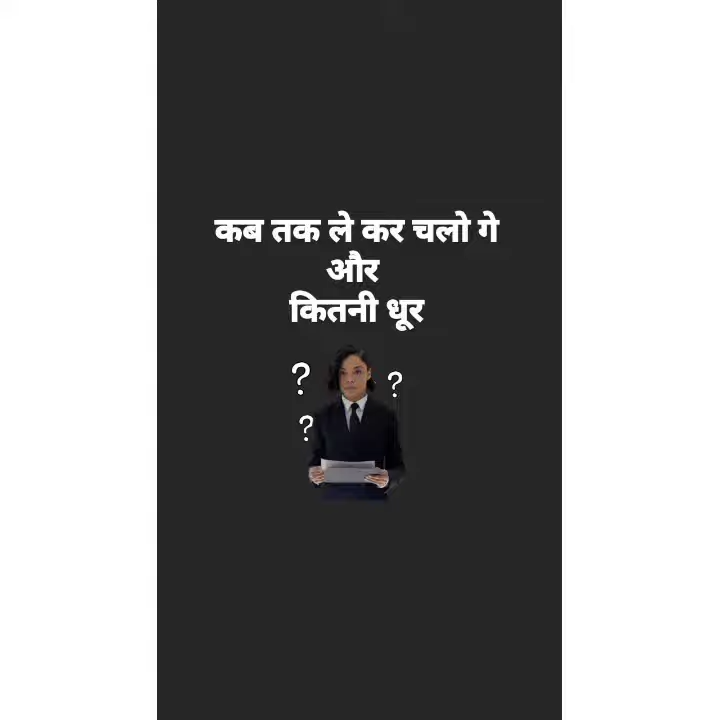 कब तक ले कर चलो गे
और
कितनी धूर
?
?
?